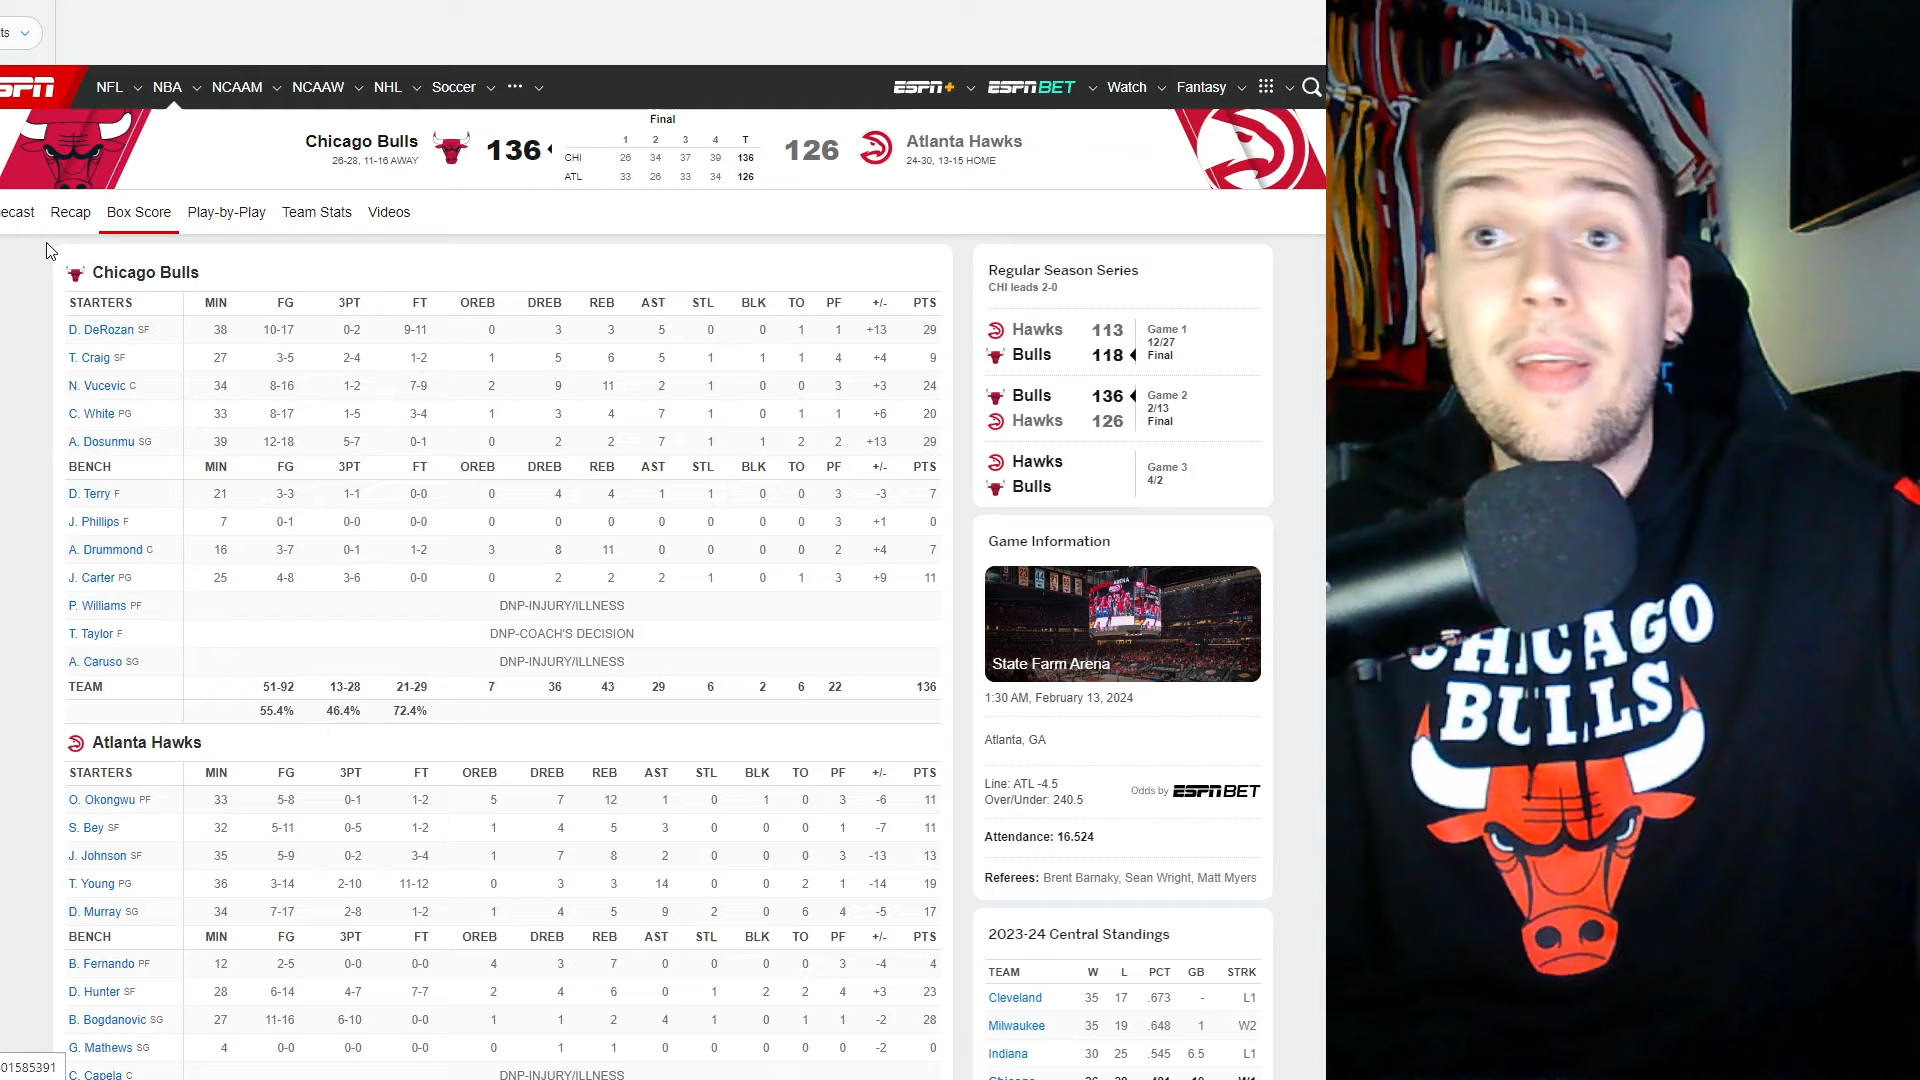 ts
ESPN NFL NBA NCAAM NCAAW NHL Soccer ••• ESPN+ ESPN BET Watch Fantasy
Final
Chicago Bulls 136 1 2 3 4 T 126 Atlanta Hawks
26-28, 11-16 AWAY CHI 26 34 37 39 136 24-30, 13-15 HOME
ATL 33 26 33 34 126
ecast Recap Box Score Play-by-Play Team Stats Videos
Chicago Bulls
STARTERS MIN FG 3PT FT OREB DREB REB AST STL BLK TO PF +/- PTS
D. DeRozan SF 38 10-17 0-2 9-11 0 3 3 5 0 0 1 1 +13 29
T. Craig SF 27 3-5 2-4 1-2 1 5 6 5 1 1 1 4 +4 9
N. Vucevic C 34 8-16 1-2 7-9 2 9 11 2 1 0 0 3 +3 24
C. White PG 33 8-17 1-5 3-4 1 3 4 7 1 0 1 1 +6 20
A. Dosunmu SG 39 12-18 5-7 0-1 0 2 2 7 1 1 2 2 +13 29
BENCH MIN FG 3PT FT OREB DREB REB AST STL BLK TO PF +/- PTS
D. Terry F 21 3-3 1-1 0-0 0 4 4 1 1 0 0 3 -3 7
J. Phillips F 7 0-1 0-0 0-0 0 0 0 0 0 0 0 3 +1 0
A. Drummond C 16 3-7 0-1 1-2 3 8 11 0 0 0 0 2 +4 7
J. Carter PG 25 4-8 3-6 0-0 0 2 2 2 1 0 1 3 +9 11
P. Williams PF DNP-INJURY/ILLNESS
T. Taylor F DNP-COACH'S DECISION
A. Caruso SG DNP-INJURY/ILLNESS
TEAM 51-92 13-28 21-29 7 36 43 29 6 2 6 22 136
55.4% 46.4% 72.4%
Atlanta Hawks
STARTERS MIN FG 3PT FT OREB DREB REB AST STL BLK TO PF +/- PTS
O. Okongwu PF 33 5-8 0-1 1-2 5 7 12 1 0 1 0 3 -6 11
S. Bey SF 32 5-11 0-5 1-2 1 4 5 3 0 0 0 1 -7 11
J. Johnson SF 35 5-9 0-2 3-4 1 7 8 2 0 0 0 3 -13 13
T. Young PG 36 3-14 2-10 11-12 0 3 3 14 0 0 2 1 -14 19
D. Murray SG 34 7-17 2-8 1-2 1 4 5 9 2 0 6 4 -5 17
BENCH MIN FG 3PT FT OREB DREB REB AST STL BLK TO PF +/- PTS
B. Fernando PF 12 2-5 0-0 0-0 4 3 7 0 0 0 0 3 -4 4
D. Hunter SF 28 6-14 4-7 7-7 2 4 6 0 1 2 2 4 +3 23
B. Bogdanovic SG 27 11-16 6-10 0-0 1 1 2 4 1 0 1 1 -2 28
G. Mathews SG 4 0-0 0-0 0-0 0 1 1 0 0 0 0 0 -2 0
C. Capela C DNP-INJURY/ILLNESS
01585391
Regular Season Series
CHI leads 2-0
Hawks 113 Game 1
12/27
Bulls 118 Final
Bulls 136 Game 2
2/13
Hawks 126 Final
Hawks Game 3
Bulls 4/2
Game Information
State Farm Arena
1:30 AM, February 13, 2024
Atlanta, GA
Line: ATL -4.5
Over/Under: 240.5
Odds by ESPN BET
Attendance: 16.524
Referees: Brent Barnaky, Sean Wright, Matt Myers
2023-24 Central Standings
TEAM W L PCT GB STRK
Cleveland 35 17 .673 - L1
Milwaukee 35 19 .648 1 W2
Indiana 30 25 .545 6.5 L1
Chicago 26 28 .481 10 W1
CHICAGO
BULLS